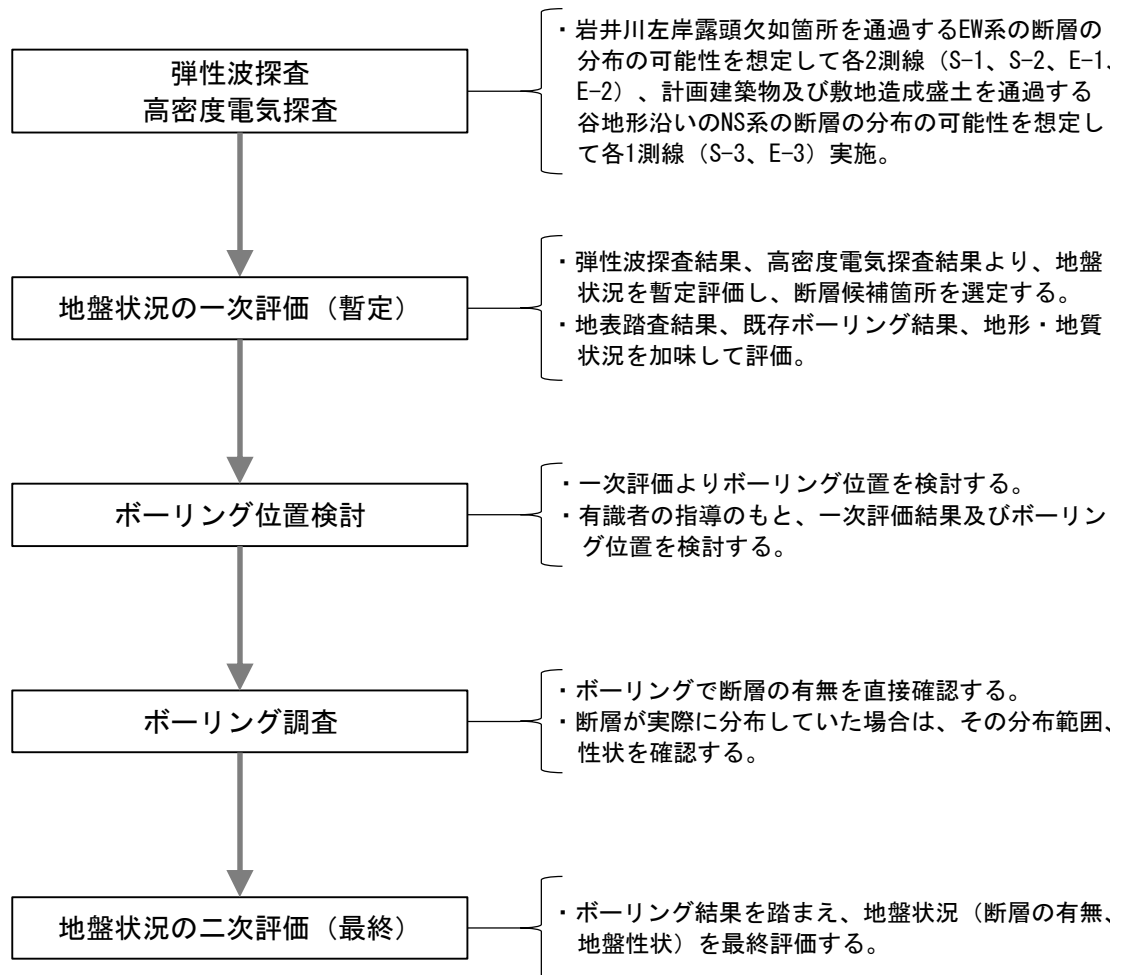 弾性波探査
高密度電気探査
・岩井川左岸露頭欠如箇所を通過するEW系の断層の
分布の可能性を想定して各2測線（S-1、S-2、E-1、
E-2）、計画建築物及び敷地造成盛土を通過する
谷地形沿いのNS系の断層の分布の可能性を想定し
て各1測線（S-3、E-3）実施。
地盤状況の一次評価（暫定）
・弾性波探査結果、高密度電気探査結果より、地盤
状況を暫定評価し、断層候補箇所を選定する。
・地表踏査結果、既存ボーリング結果、地形・地質
状況を加味して評価。
ボーリング位置検討
・一次評価よりボーリング位置を検討する。
・有識者の指導のもと、一次評価結果及びボーリン
グ位置を検討する。
ボーリング調査
・ボーリングで断層の有無を直接確認する。
・断層が実際に分布していた場合は、その分布範囲、
性状を確認する。
地盤状況の二次評価（最終）
・ボーリング結果を踏まえ、地盤状況（断層の有無、
地盤性状）を最終評価する。